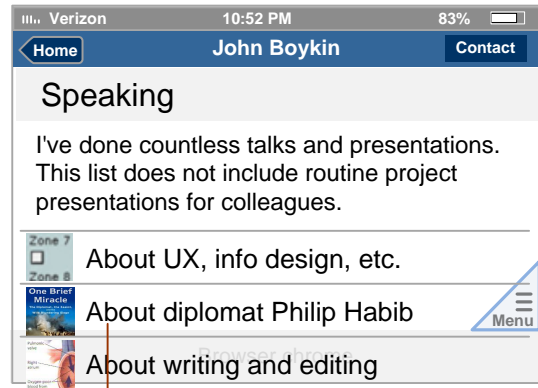 Verizon 10:52 PM 83%
Home John Boykin Contact
Speaking
I've done countless talks and presentations.
This list does not include routine project
presentations for colleagues.
Zone 7
Zone 8
About UX, info design, etc.
One Brief
Miracle
About diplomat Philip Habib
Menu
Browser chrome
About writing and editing